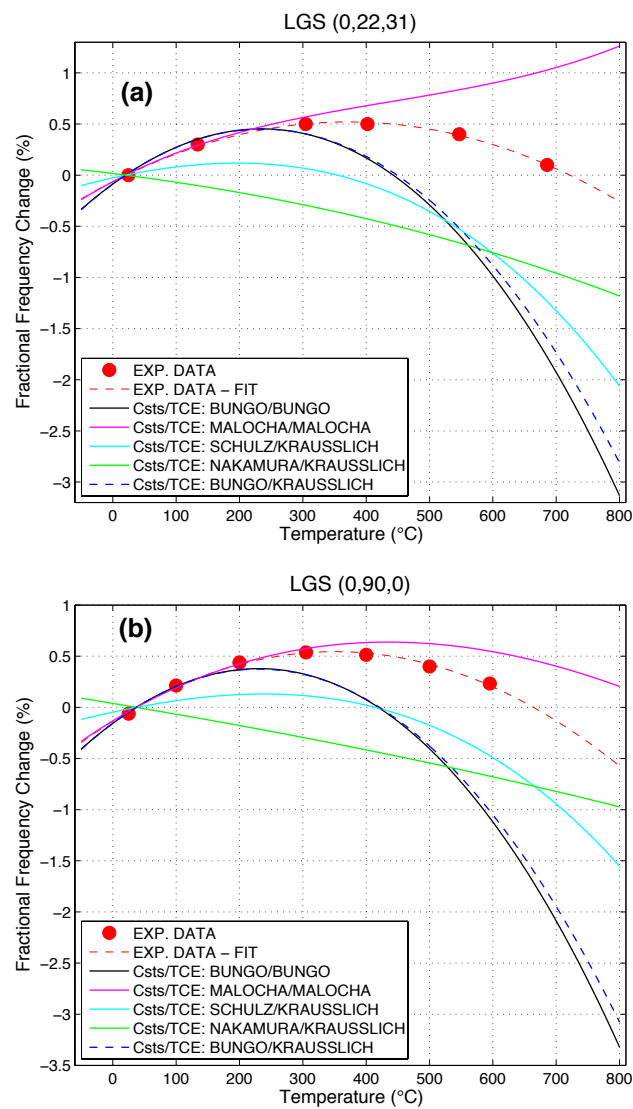 LGS (0,22,31)
(a)
Fractional Frequency Change (%)
1
0.5
0
−0.5
−1
−1.5
−2
−2.5
−3
EXP. DATA
EXP. DATA − FIT
Csts/TCE: BUNGO/BUNGO
Csts/TCE: MALOCHA/MALOCHA
Csts/TCE: SCHULZ/KRAUSSLICH
Csts/TCE: NAKAMURA/KRAUSSLICH
Csts/TCE: BUNGO/KRAUSSLICH
0 100 200 300 400 500 600 700 800
Temperature (°C)
LGS (0,90,0)
(b)
Fractional Frequency Change (%)
1
0.5
0
−0.5
−1
−1.5
−2
−2.5
−3
−3.5
EXP. DATA
EXP. DATA − FIT
Csts/TCE: BUNGO/BUNGO
Csts/TCE: MALOCHA/MALOCHA
Csts/TCE: SCHULZ/KRAUSSLICH
Csts/TCE: NAKAMURA/KRAUSSLICH
Csts/TCE: BUNGO/KRAUSSLICH
0 100 200 300 400 500 600 700 800
Temperature (°C)